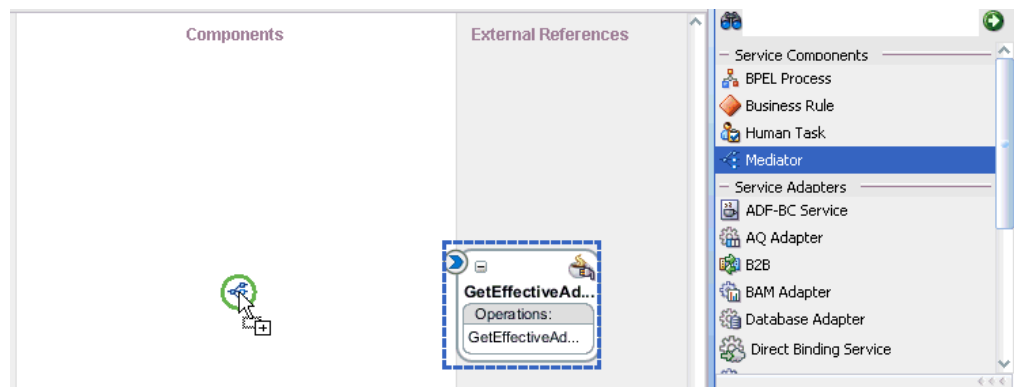 Components
External References
GetEffectiveAd...
Operations:
GetEffectiveAd...
Service Components
BPEL Process
Business Rule
Human Task
Mediator
Service Adapters
ADF-BC Service
AQ Adapter
B2B
BAM Adapter
Database Adapter
Direct Binding Service